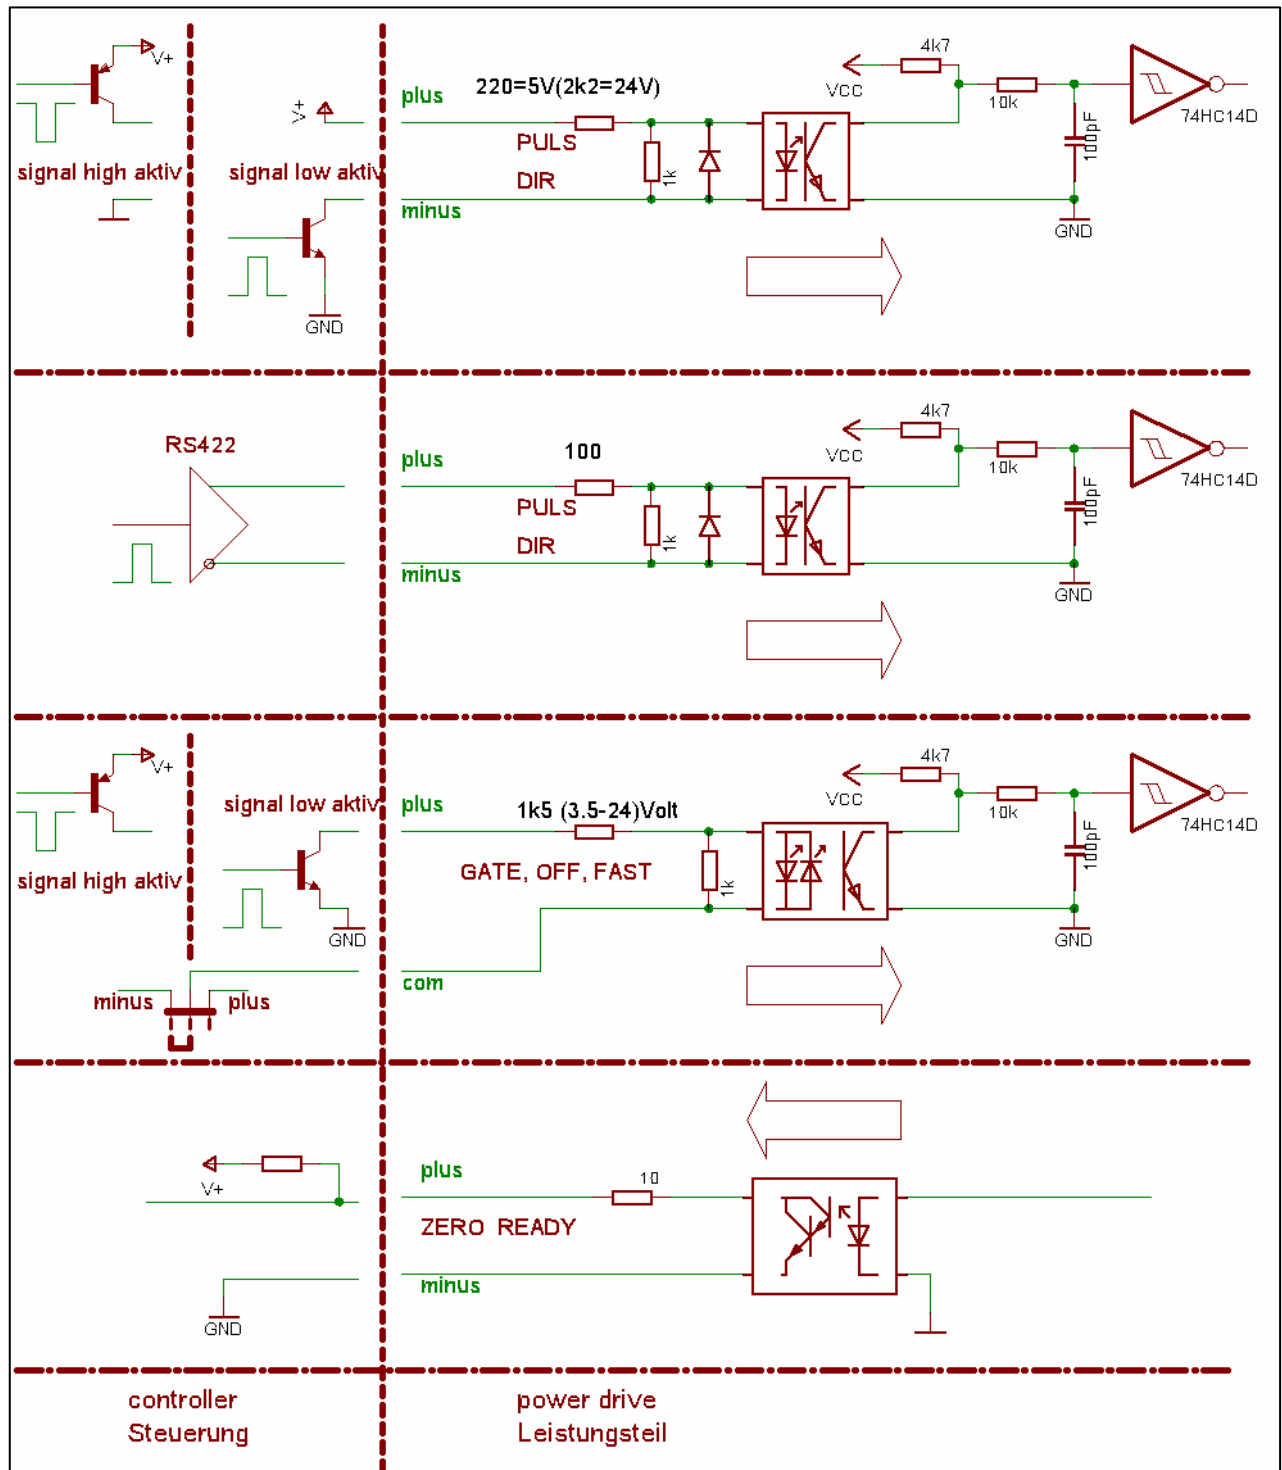 V+
signal high aktiv
V+
signal low aktiv
GND
plus
220=5V(2k2=24V)
PULS
DIR
1k
minus
4k7
VCC
10k
100pF
74HC14D
GND
RS422
plus
100
PULS
DIR
1k
minus
4k7
VCC
10k
100pF
74HC14D
GND
V+
signal high aktiv
signal low aktiv
GND
minus
plus
plus
1k5 (3.5-24)Volt
GATE, OFF, FAST
1k
com
4k7
VCC
10k
100pF
74HC14D
GND
V+
GND
plus
10
ZERO READY
minus
controller
Steuerung
power drive
Leistungsteil